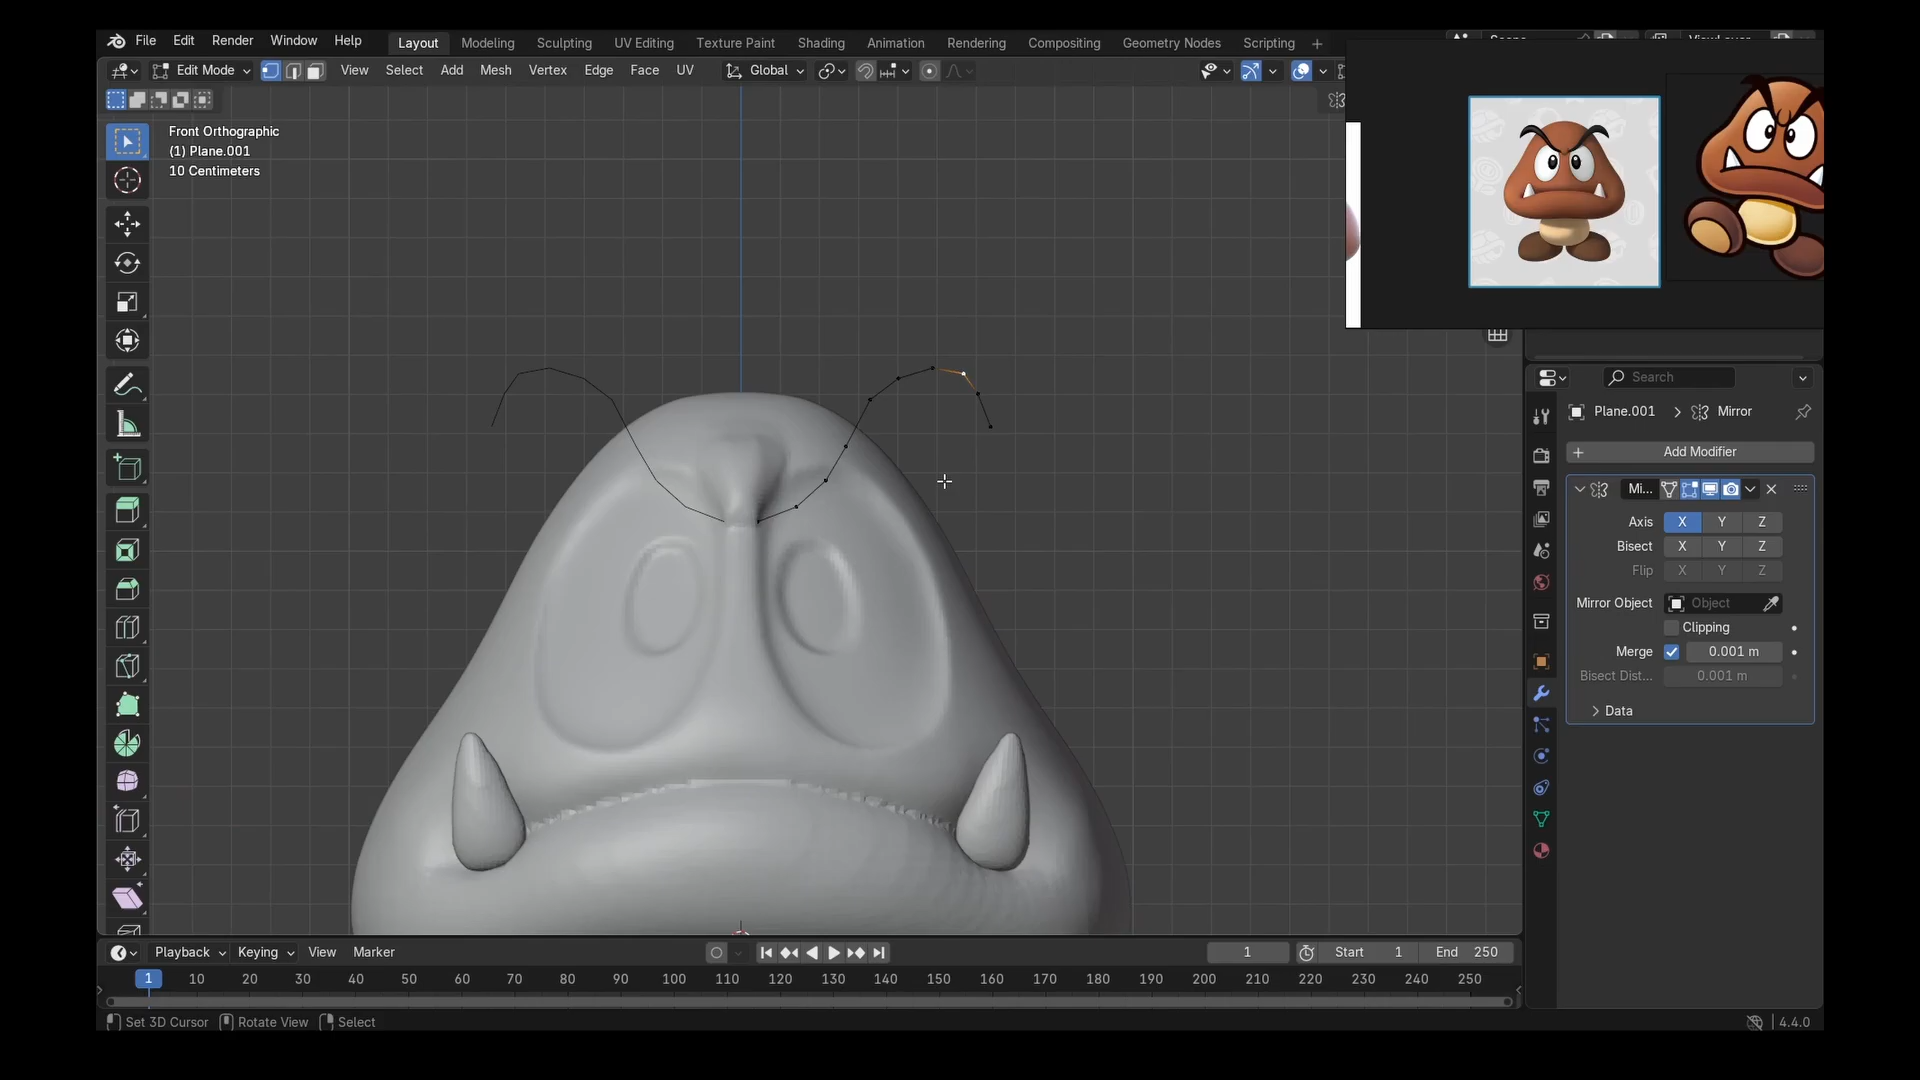 File Edit Render Window Help Layout Modeling Sculpting UV Editing Texture Paint Shading Animation Rendering Compositing Geometry Nodes Scripting
Edit Mode View Select Add Mesh Vertex Edge Face UV Global
Front Orthographic
(1) Plane.001
10 Centimeters
Search
Plane.001 Mirror
Add Modifier
Mi...
Axis X Y Z
Bisect X Y Z
Flip X Y Z
Mirror Object Object
Clipping
Merge 0.001 m
Bisect Dist... 0.001 m
Data
Playback Keying View Marker 1 Start 1 End 250
1 10 20 30 40 50 60 70 80 90 100 110 120 130 140 150 160 170 180 190 200 210 220 230 240 250
Set 3D Cursor Rotate View Select 4.4.0